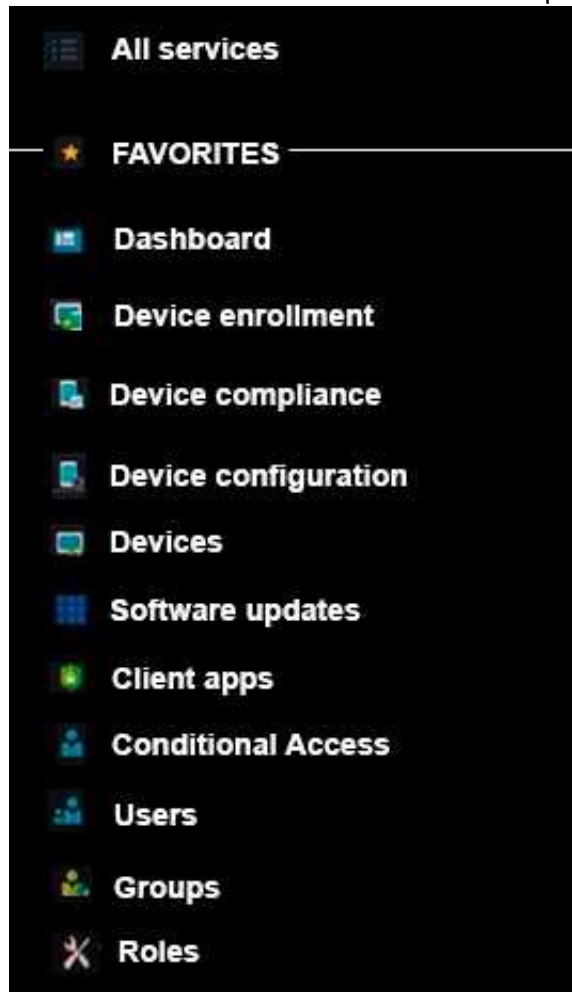 All services
FAVORITES
Dashboard
Device enrollment
Device compliance
Device configuration
Devices
Software updates
Client apps
Conditional Access
Users
Groups
Roles